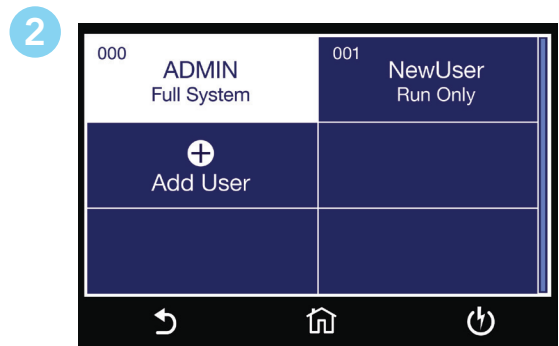 2
000
ADMIN
Full System
001
NewUser
Run Only
Add User